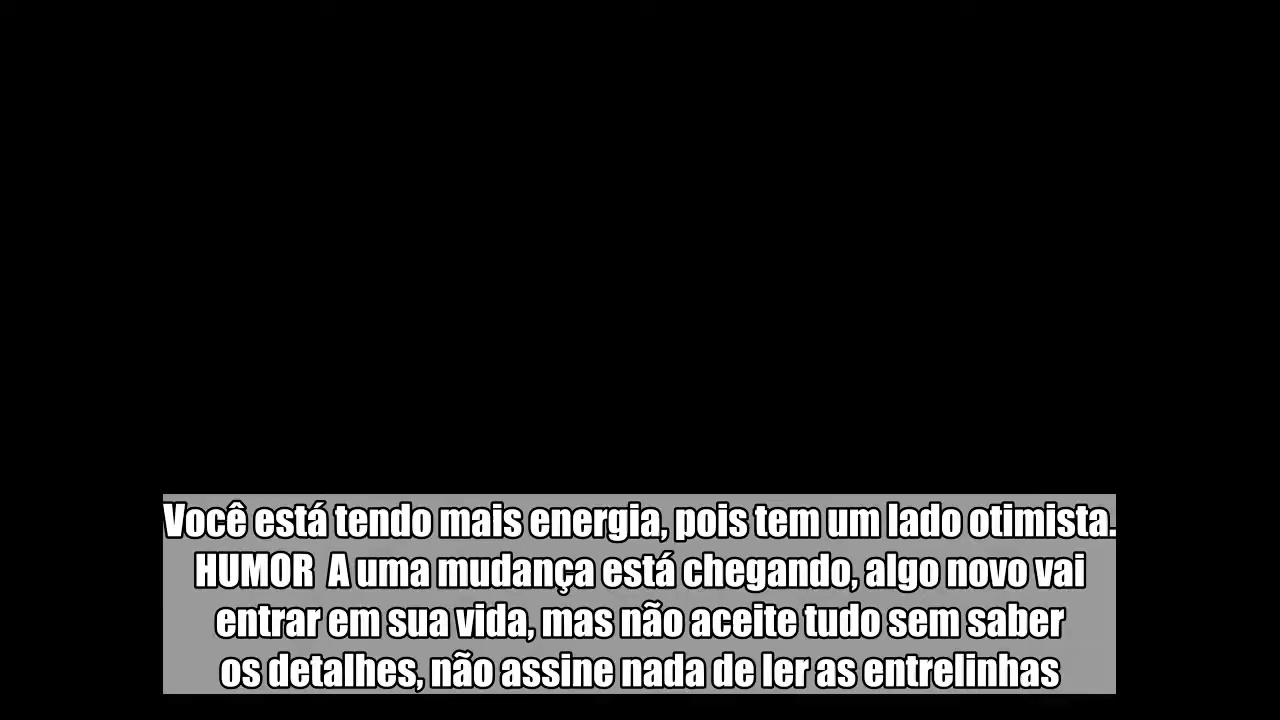 Você está tendo mais energia, pois tem um lado otimista.
HUMOR  A uma mudança está chegando, algo novo vai
entrar em sua vida, mas não aceite tudo sem saber
os detalhes, não assine nada de ler as entrelinhas